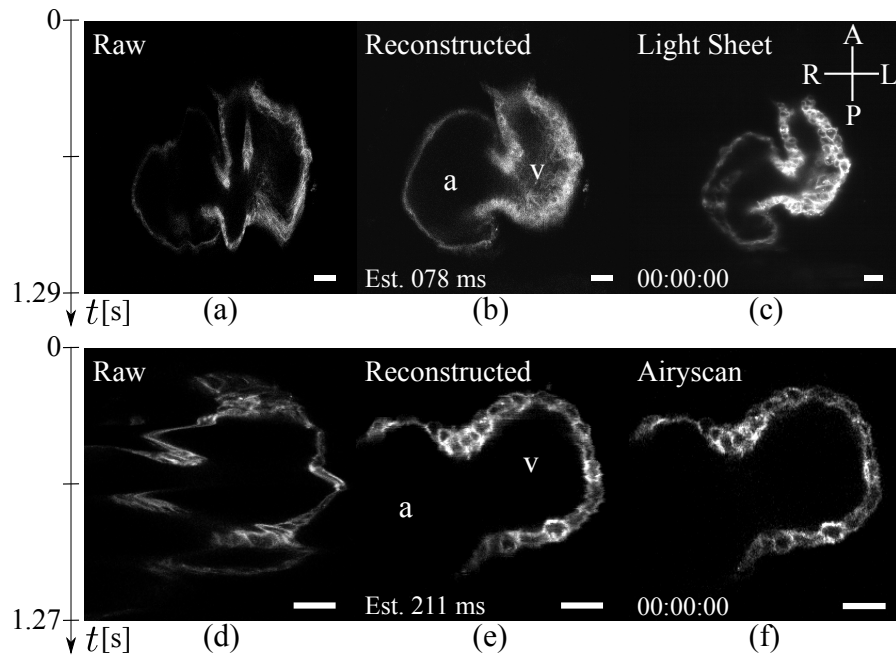 0
Raw
Reconstructed
Light Sheet
A
R L
P
a
v
Est. 078 ms
00:00:00
1.29
t[s]
(a)
(b)
(c)
0
Raw
Reconstructed
Airyscan
v
a
Est. 211 ms
00:00:00
1.27
t[s]
(d)
(e)
(f)